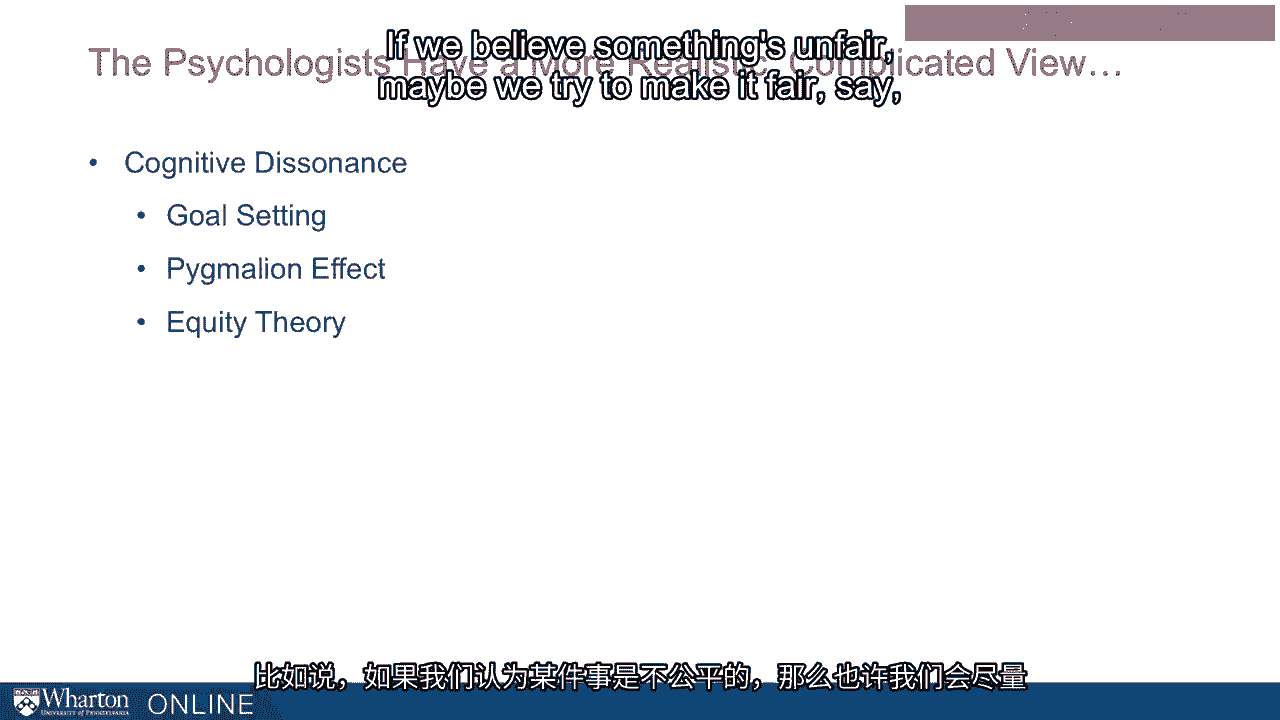 If we believe something's unfair,
maybe we try to make it fair, say,
The Psychologists Have a More Realistic, Complicated View…
• Cognitive Dissonance
• Goal Setting
• Pygmalion Effect
• Equity Theory
比如说，如果我们认为某件事是不公平的，那么也许我们会尽量
Wharton
UNIVERSITY of PENNSYLVANIA
ONLINE